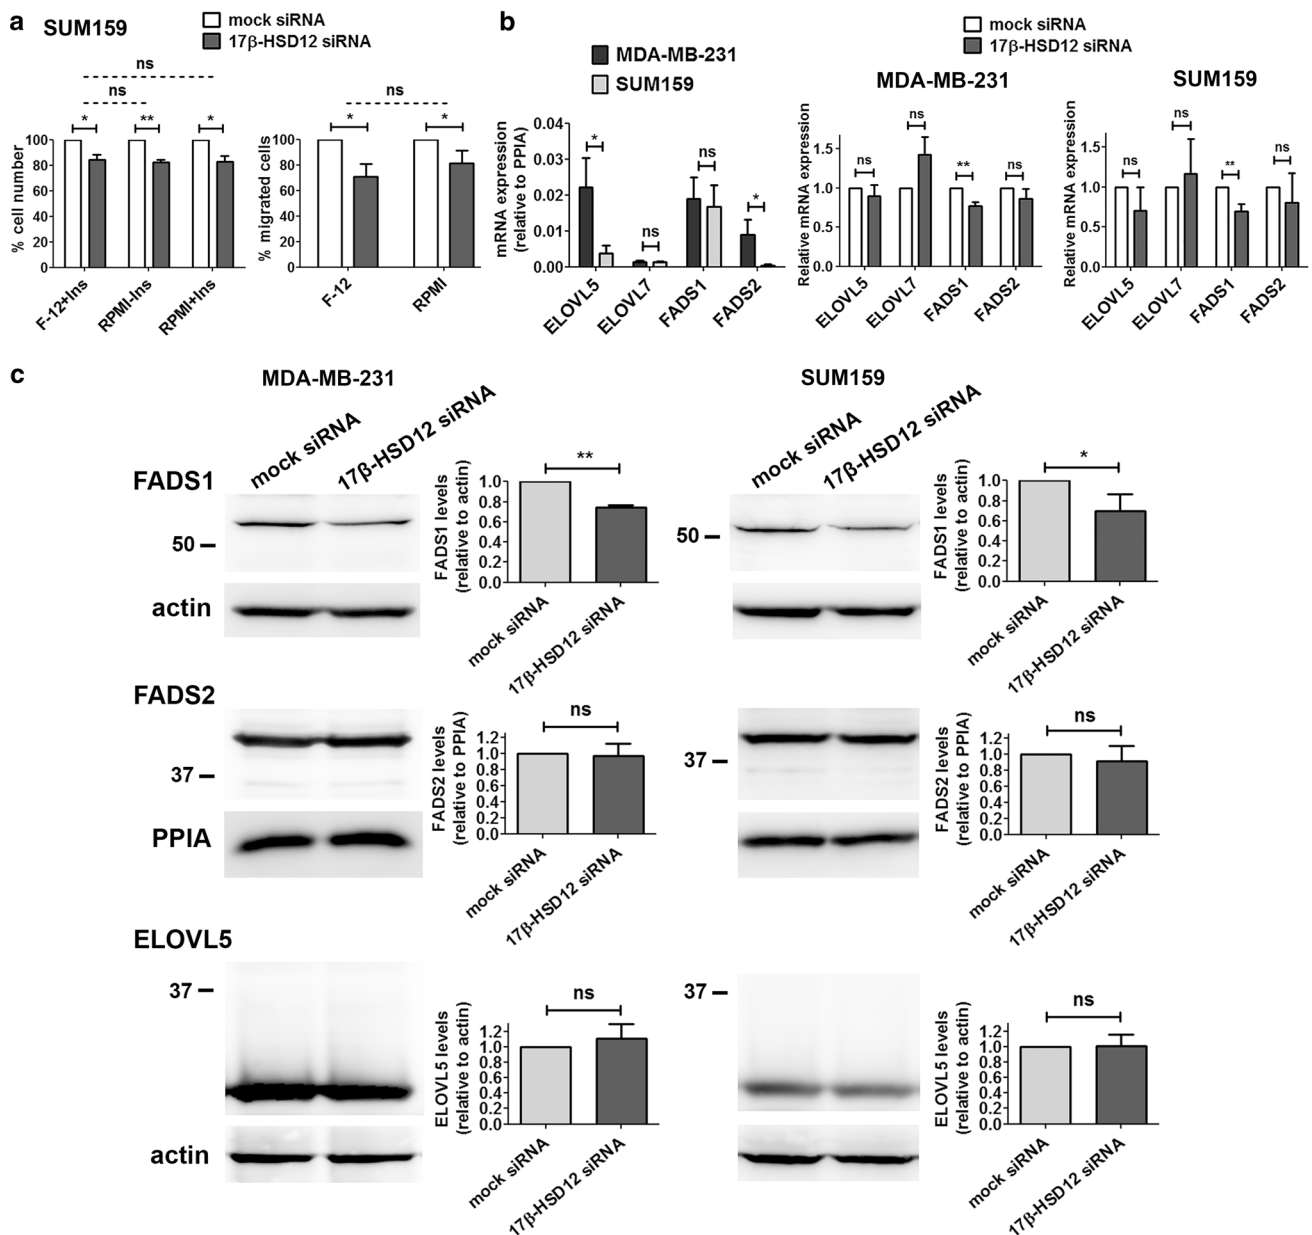 a
SUM159
mock siRNA
17β-HSD12 siRNA
ns
ns
*
**
*
% cell number
100
80
60
40
20
0
F-12+Ins
RPMI-Ins
RPMI+Ins
ns
*
*
% migrated cells
100
80
60
40
20
0
F-12
RPMI
b
MDA-MB-231
SUM159
mRNA expression
(relative to PPIA)
0.04
0.03
0.02
0.01
0.00
*
ns
ns
*
ELOVL5
ELOVL7
FADS1
FADS2
mock siRNA
17β-HSD12 siRNA
MDA-MB-231
Relative mRNA expression
1.5
1.0
0.5
0.0
ns
ns
**
ns
ELOVL5
ELOVL7
FADS1
FADS2
SUM159
Relative mRNA expression
1.5
1.0
0.5
0.0
ns
ns
**
ns
ELOVL5
ELOVL7
FADS1
FADS2
c
MDA-MB-231
mock siRNA
17β-HSD12 siRNA
FADS1
50
actin
FADS1 levels
(relative to actin)
1.0
0.8
0.6
0.4
0.2
0.0
**
mock siRNA
17β-HSD12 siRNA
SUM159
mock siRNA
17β-HSD12 siRNA
50
FADS1 levels
(relative to actin)
1.0
0.8
0.6
0.4
0.2
0.0
*
mock siRNA
17β-HSD12 siRNA
FADS2
37
PPIA
FADS2 levels
(relative to PPIA)
1.2
1.0
0.8
0.6
0.4
0.2
0.0
ns
mock siRNA
17β-HSD12 siRNA
37
FADS2 levels
(relative to PPIA)
1.2
1.0
0.8
0.6
0.4
0.2
0.0
ns
mock siRNA
17β-HSD12 siRNA
ELOVL5
37
actin
ELOVL5 levels
(relative to actin)
1.2
1.0
0.8
0.6
0.4
0.2
0.0
ns
mock siRNA
17β-HSD12 siRNA
37
ELOVL5 levels
(relative to actin)
1.2
1.0
0.8
0.6
0.4
0.2
0.0
ns
mock siRNA
17β-HSD12 siRNA